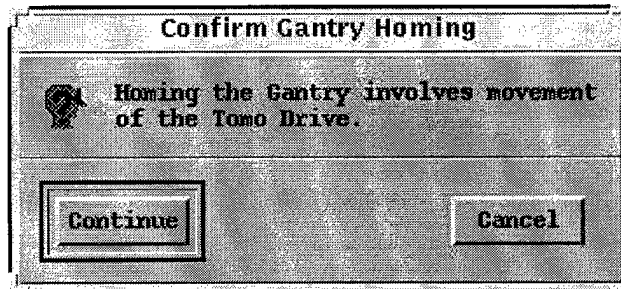 Confirm Gantry Homing
Homing the Gantry involves movement
of the Tomo Drive.
Continue
Cancel